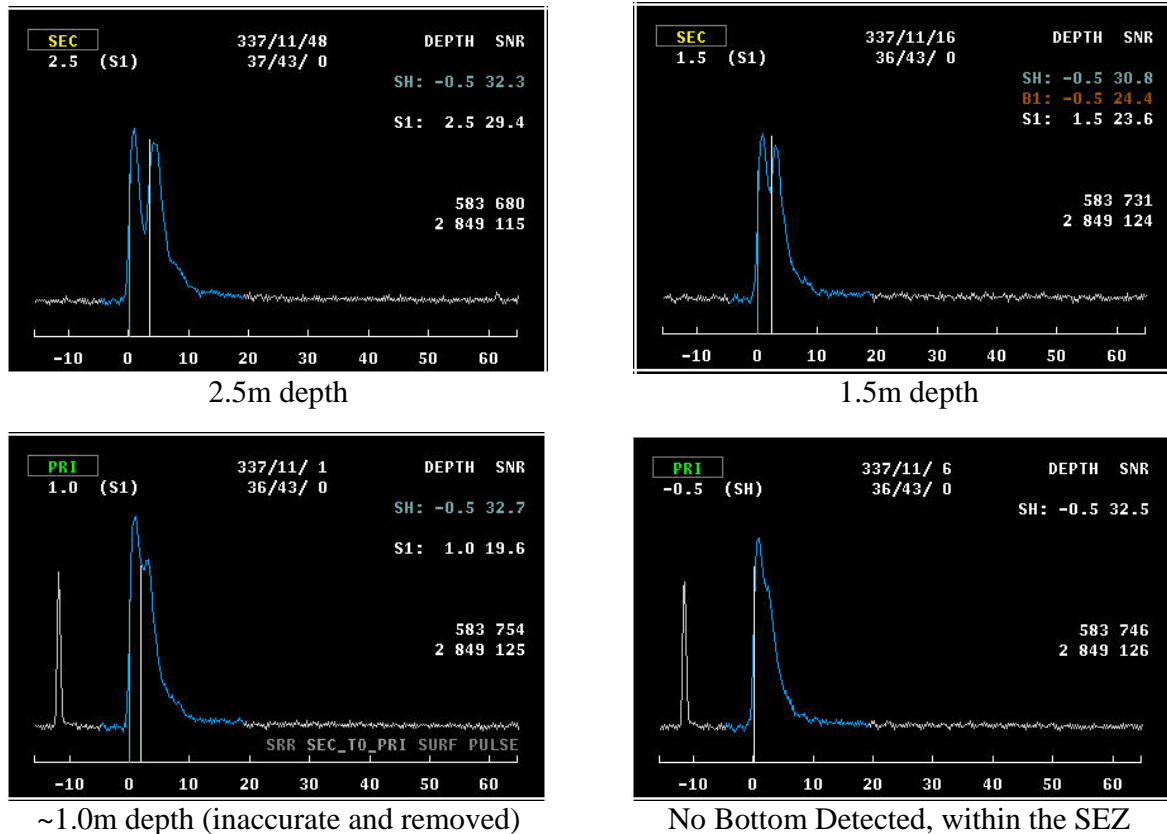 SEC 337/11/48 DEPTH SNR
2.5 (S1) 37/43/ 0
SH: -0.5 32.3
S1: 2.5 29.4
583 680
2 849 115
-10 0 10 20 30 40 50 60
2.5m depth
SEC 337/11/16 DEPTH SNR
1.5 (S1) 36/43/ 0
SH: -0.5 30.8
B1: -0.5 24.4
S1: 1.5 23.6
583 731
2 849 124
-10 0 10 20 30 40 50 60
1.5m depth
PRI 337/11/ 1 DEPTH SNR
1.0 (S1) 36/43/ 0
SH: -0.5 32.7
S1: 1.0 19.6
583 754
2 849 125
SRR SEC_TO_PRI SURF PULSE
-10 0 10 20 30 40 50 60
~1.0m depth (inaccurate and removed)
PRI 337/11/ 6 DEPTH SNR
-0.5 (SH) 36/43/ 0
SH: -0.5 32.5
583 746
2 849 126
-10 0 10 20 30 40 50 60
No Bottom Detected, within the SEZ